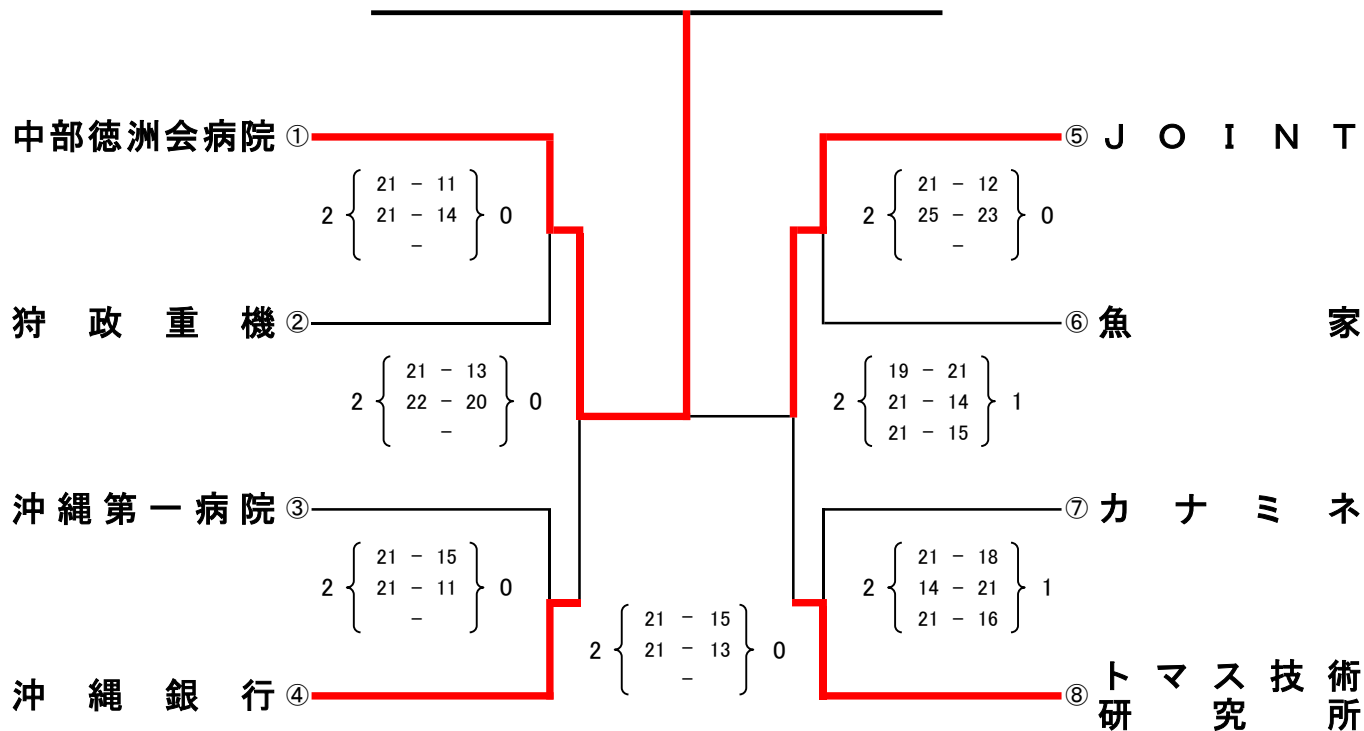 中部徳洲会病院 ①
⑤ ＪＯＩＮＴ
21 － 11
2 21 － 14 0
－
21 － 12
2 25 － 23 0
－
狩政重機 ②
⑥ 魚家
21 － 13
2 22 － 20 0
－
19 － 21
2 21 － 14 1
21 － 15
沖縄第一病院 ③
⑦ カナミネ
21 － 15
2 21 － 11 0
－
21 － 18
2 14 － 21 1
21 － 16
21 － 15
2 21 － 13 0
－
沖縄銀行 ④
⑧ トマス技術
研究所